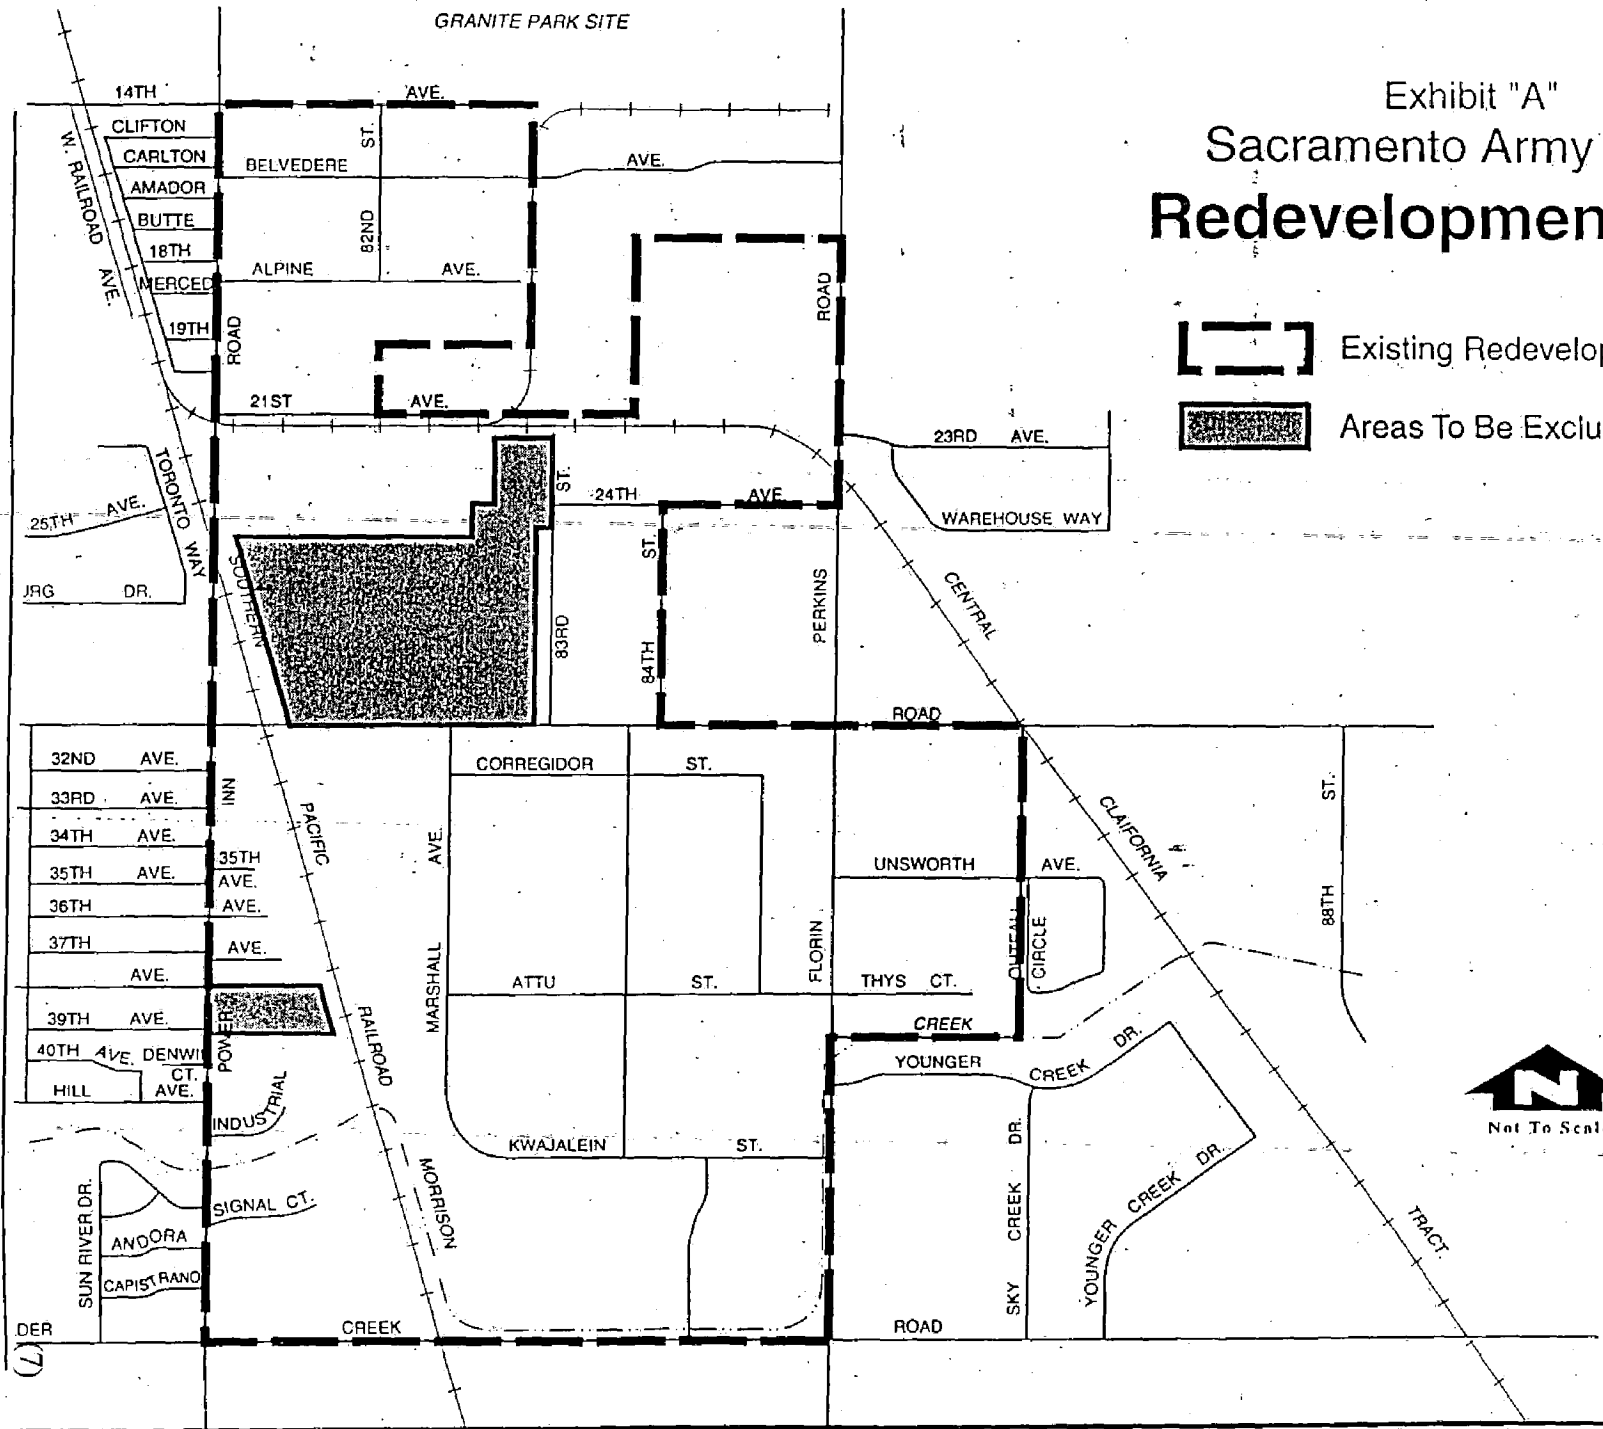 GRANITE PARK SITE
Exhibit "A"
Sacramento Army
Redevelopmen
Existing Redevelop
Areas To Be Exclu
14TH AVE.
CLIFTON
CARLTON
AMADOR
BUTTE
18TH
MERCED
19TH
W. RAILROAD AVE.
BELVEDERE AVE.
82ND ST.
ALPINE AVE.
ROAD
ROAD
21ST AVE.
23RD AVE.
WAREHOUSE WAY
TORONTO WAY
25TH AVE.
URG DR.
24TH AVE.
83RD ST.
84TH ST.
PERKINS
SOUTHERN
CENTRAL
ROAD
32ND AVE.
33RD AVE.
34TH AVE.
35TH AVE.
36TH AVE.
37TH AVE.
AVE.
39TH AVE.
40TH AVE.
DENWI
CT.
HILL AVE.
INN
35TH
AVE.
AVE.
POWER
PACIFIC
CORREGIDOR ST.
MARSHALL AVE.
UNSWORTH AVE.
CLAIFORNIA
88TH ST.
FLORIN
CIRCLE
ATTU ST.
THYS CT.
CREEK
YOUNGER CREEK DR.
RAILROAD
INDUSTRIAL
KWAJALEIN ST.
MORRISON
SIGNAL CT.
SUN RIVER DR.
ANDORA
CAPISTRANO
SKY CREEK DR.
YOUNGER CREEK DR.
TRACT
N
DER CREEK ROAD
(7)